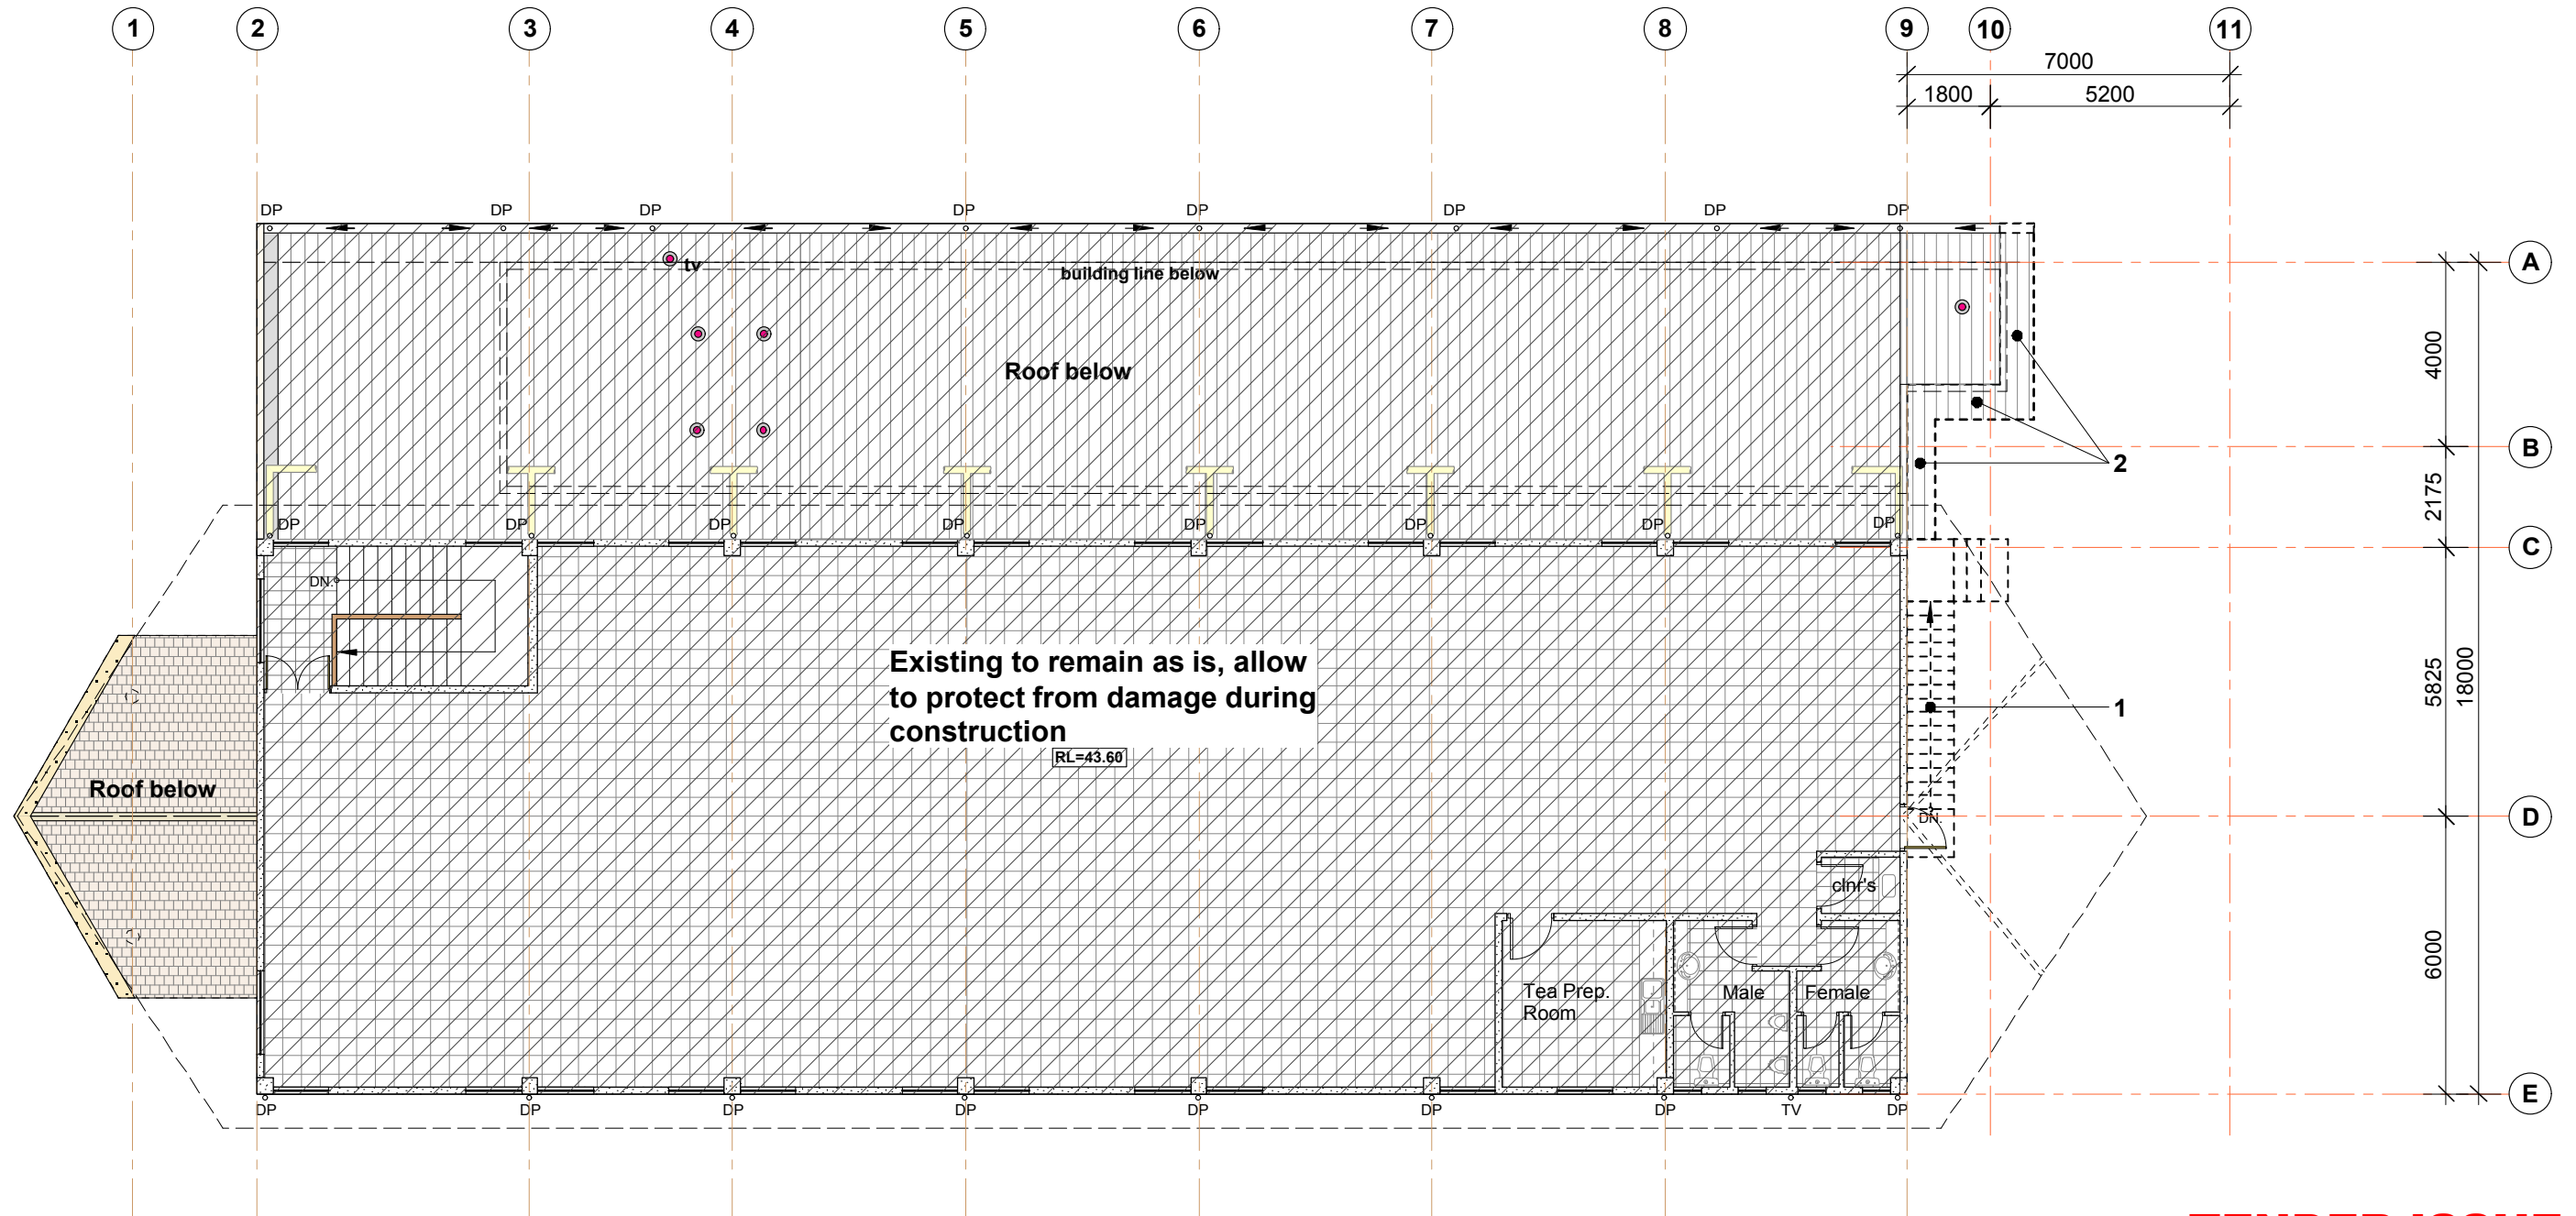 1 2 3 4 5 6 7 8 9 10 11
7000
1800 5200
DP DP DP DP DP DP DP DP
tv
building line below
A
Roof below
4000
B
2
2175
DP DP DP DP DP DP DP DP
C
DN.
Existing to remain as is, allow
to protect from damage during
construction
RL=43.60
5825
18000
1
Roof below
DN.
D
clnr's
6000
Tea Prep.
Room
Male
Female
E
DP DP DP DP DP DP DP TV DP
TENDER ISSUE